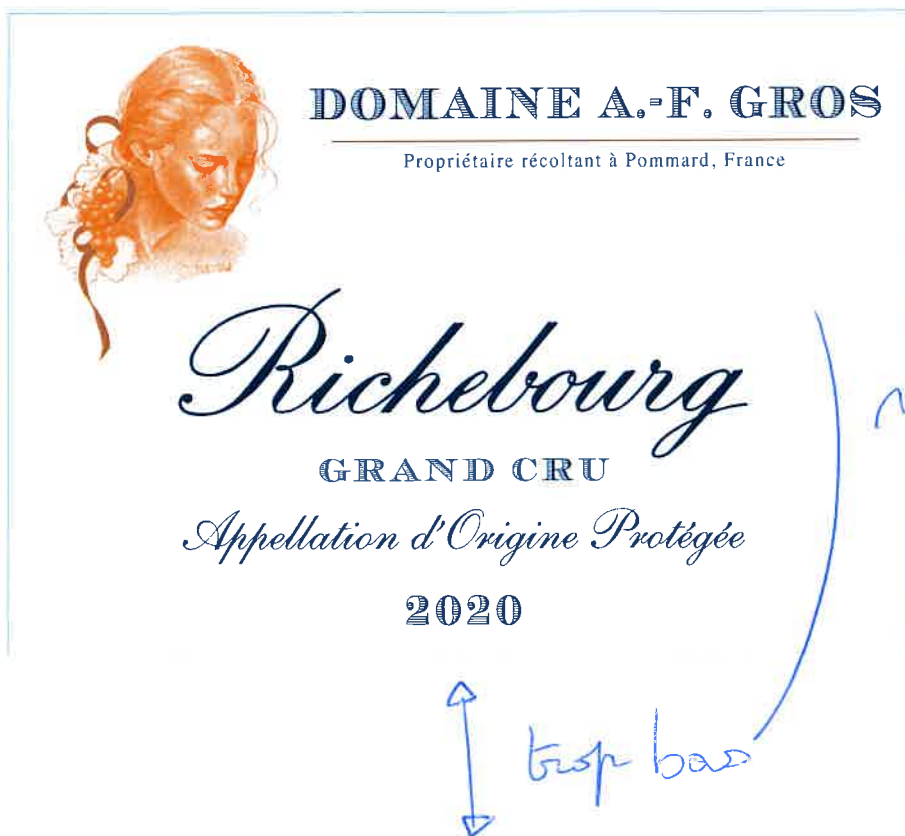 DOMAINE A.-F. GROS
Propriétaire récoltant à Pommard, France
Richebourg
GRAND CRU
Appellation d'Origine Protégée
2020
trop bas